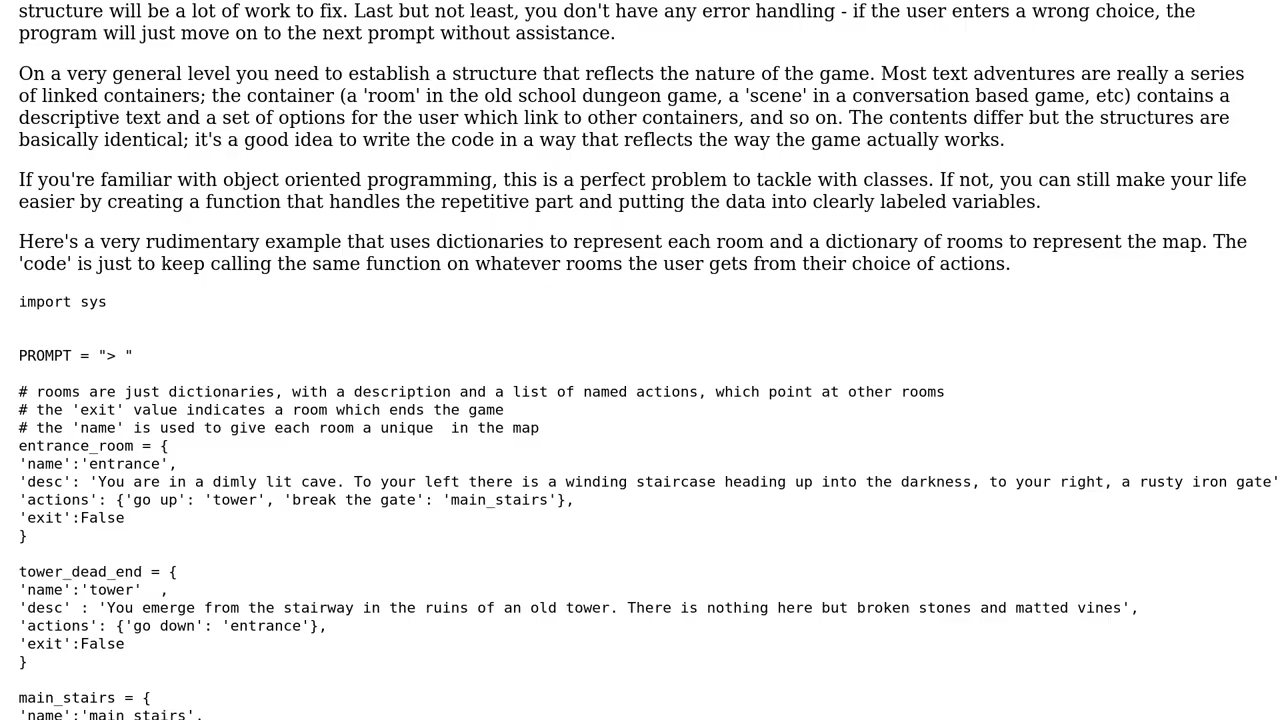 structure will be a lot of work to fix. Last but not least, you don't have any error handling - if the user enters a wrong choice, the
program will just move on to the next prompt without assistance.
On a very general level you need to establish a structure that reflects the nature of the game. Most text adventures are really a series
of linked containers; the container (a 'room' in the old school dungeon game, a 'scene' in a conversation based game, etc) contains a
descriptive text and a set of options for the user which link to other containers, and so on. The contents differ but the structures are
basically identical; it's a good idea to write the code in a way that reflects the way the game actually works.
If you're familiar with object oriented programming, this is a perfect problem to tackle with classes. If not, you can still make your life
easier by creating a function that handles the repetitive part and putting the data into clearly labeled variables.
Here's a very rudimentary example that uses dictionaries to represent each room and a dictionary of rooms to represent the map. The
'code' is just to keep calling the same function on whatever rooms the user gets from their choice of actions.
import sys
PROMPT = "> "
# rooms are just dictionaries, with a description and a list of named actions, which point at other rooms
# the 'exit' value indicates a room which ends the game
# the 'name' is used to give each room a unique  in the map
entrance_room = {
'name':'entrance',
'desc': 'You are in a dimly lit cave. To your left there is a winding staircase heading up into the darkness, to your right, a rusty iron gate'
'actions': {'go up': 'tower', 'break the gate': 'main_stairs'},
'exit':False
}
tower_dead_end = {
'name':'tower'  ,
'desc' : 'You emerge from the stairway in the ruins of an old tower. There is nothing here but broken stones and matted vines',
'actions': {'go down': 'entrance'},
'exit':False
}
main_stairs = {
'name':'main_stairs',